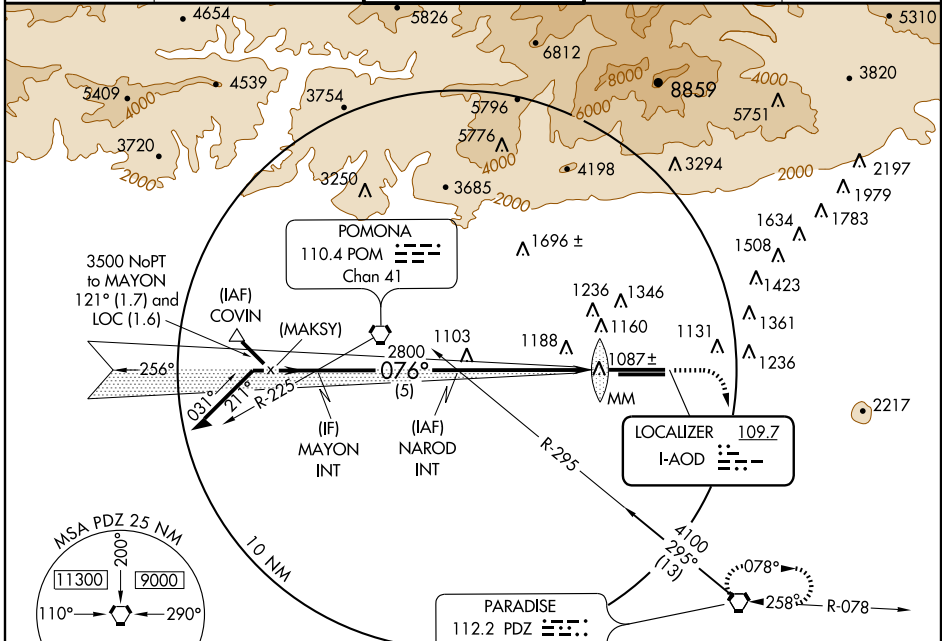 4654
5826
5310
6812
8000
4000
3820
8859
5409
4000
4539
3754
5796
6000
5751
3720
2000
5776
4000
4198
3294
2000
2197
3250
3685
2000
1979
1783
1634
1508
1423
1361
1236
POMONA
110.4 POM
Chan 41
1696 ±
3500 NoPT
to MAYON
121° (1.7) and
LOC (1.6)
(IAF)
COVIN
(MAKSY)
1236
1346
1160
1103
1188
1087±
1131
2800
076°
(5)
256°
031°
211°
R-225
MM
(IF)
MAYON
INT
(IAF)
NAROD
INT
LOCALIZER 109.7
I-AOD
2217
R-295
4100
295°
(13)
10 NM
MSA PDZ 25 NM
200°
11300
9000
110°
290°
078°
258°
R-078
PARADISE
112.2 PDZ